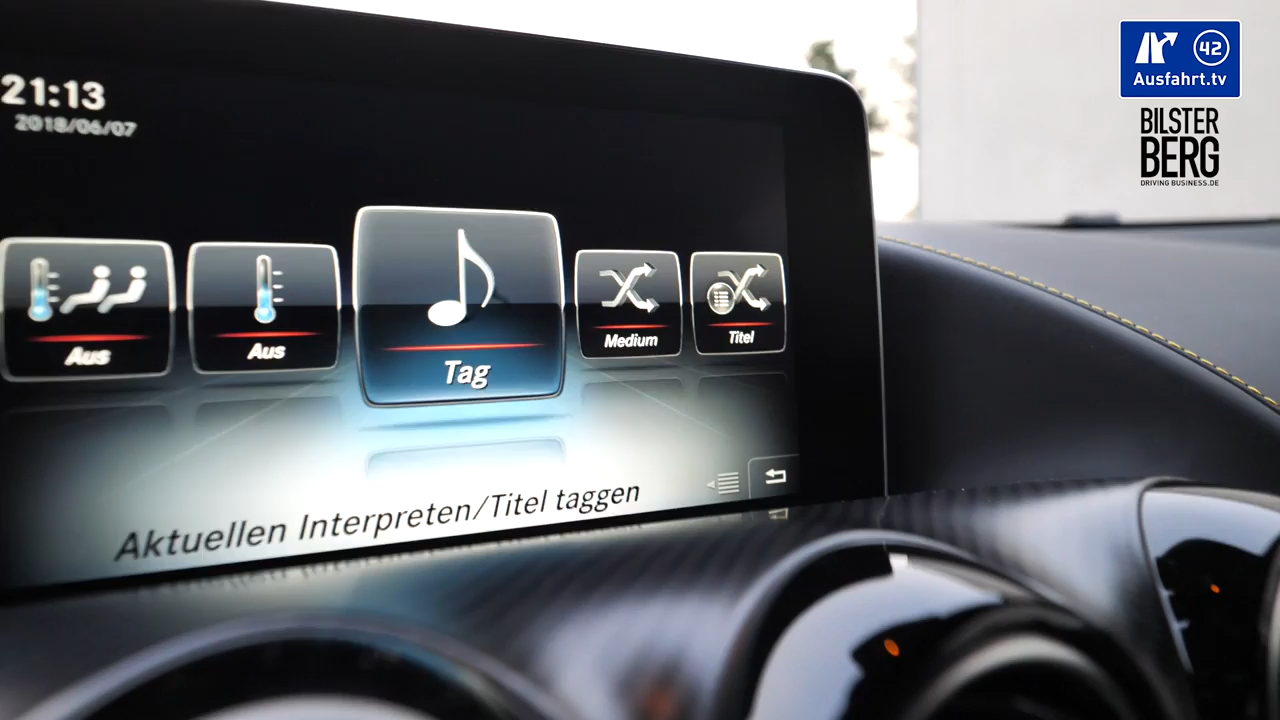 21:13
2018/06/07
Aus
Aus
Tag
Medium
Titel
Aktuellen Interpreten/Titel taggen
42
Ausfahrt.tv
BILSTER
BERG
DRIVING BUSINESS.DE